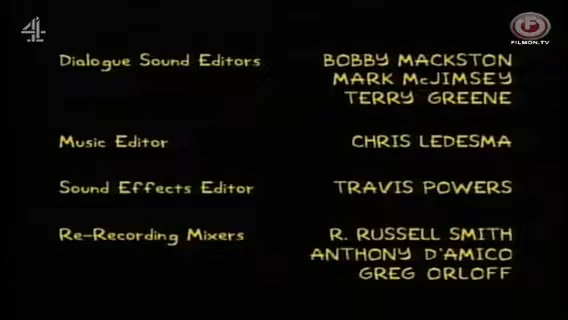 4
FILMON.TV
Dialogue Sound Editors BOBBY MACKSTON
MARK McJIMSEY
TERRY GREENE
Music Editor CHRIS LEDESMA
Sound Effects Editor TRAVIS POWERS
Re-Recording Mixers R. RUSSELL SMITH
ANTHONY D'AMICO
GREG ORLOFF